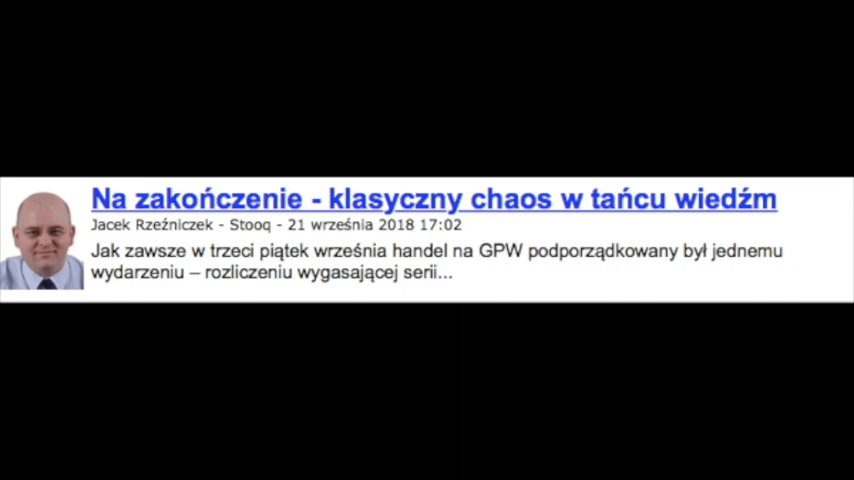 Na zakończenie - klasyczny chaos w tańcu wiedźm
Jacek Rzeźniczek - Stooq - 21 września 2018 17:02
Jak zawsze w trzeci piątek września handel na GPW podporządkowany był jednemu
wydarzeniu – rozliczeniu wygasającej serii...